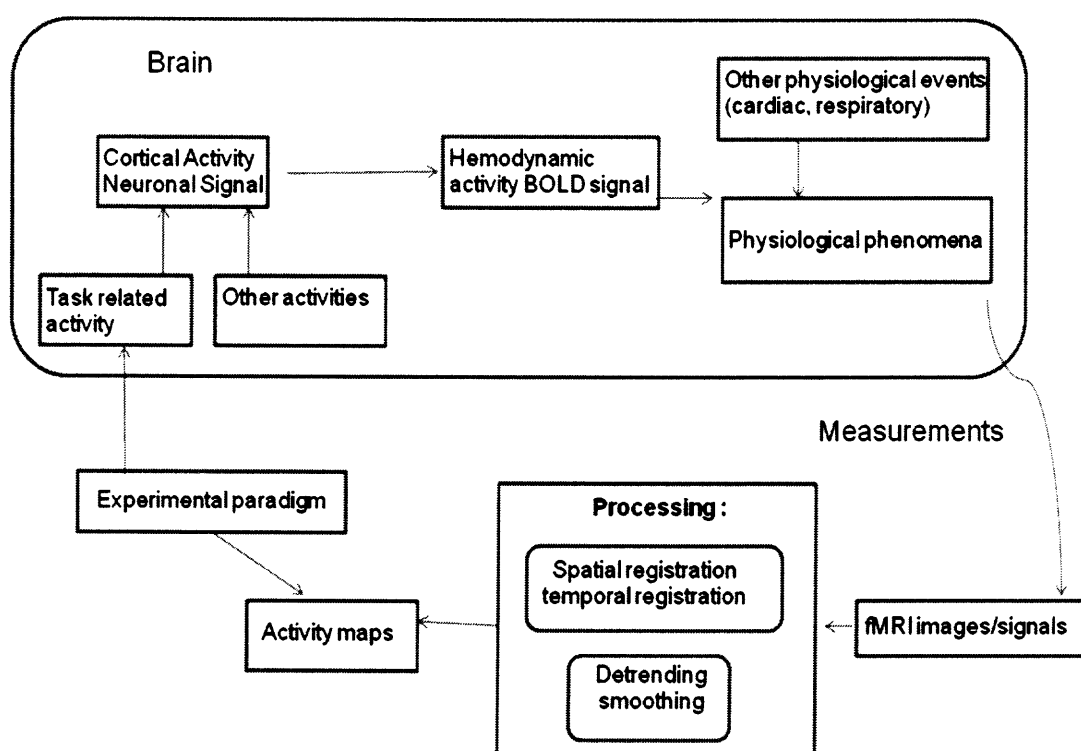 Brain
Other physiological events
(cardiac, respiratory)
Cortical Activity
Neuronal Signal
Hemodynamic
activity BOLD signal
Physiological phenomena
Task related
activity
Other activities
Measurements
Experimental paradigm
Processing :
Spatial registration
temporal registration
Activity maps
fMRI images/signals
Detrending
smoothing